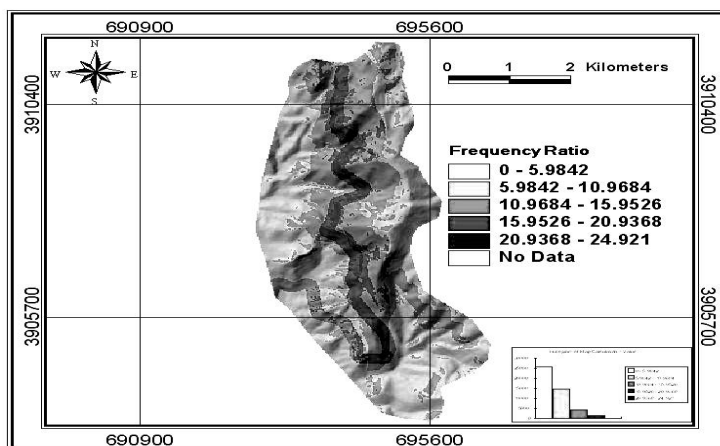 690900 695600
N
W E
S
0 1 2 Kilometers
3910400 3910400
Frequency Ratio
0 - 5.9842
5.9842 - 10.9684
10.9684 - 15.9526
15.9526 - 20.9368
20.9368 - 24.921
No Data
3905700 3905700
690900 695600